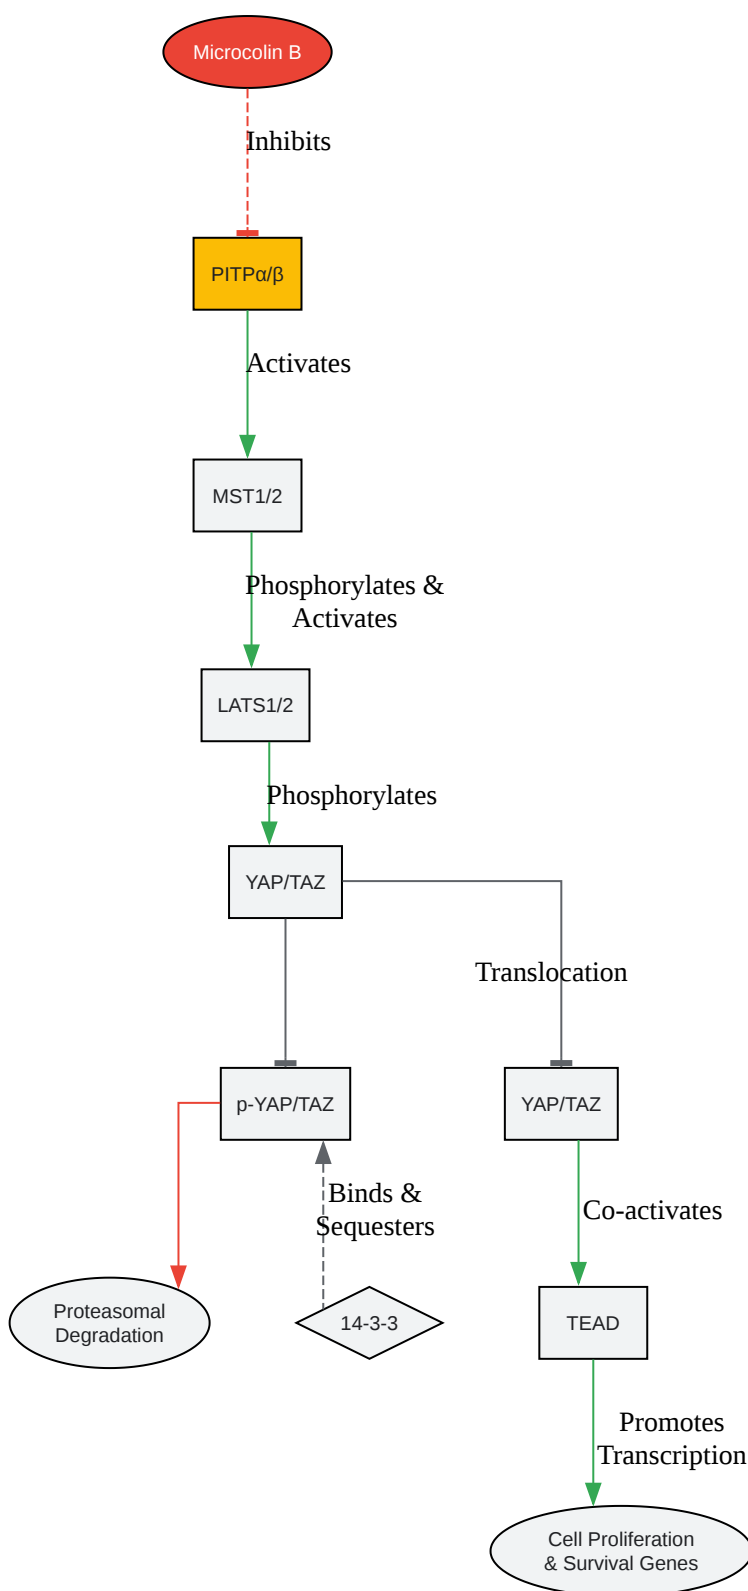 Microcolin B
Inhibits
PITPα/β
Activates
MST1/2
Phosphorylates &
Activates
LATS1/2
Phosphorylates
YAP/TAZ
Translocation
p-YAP/TAZ
YAP/TAZ
Binds &
Sequesters
Co-activates
Proteasomal
Degradation
14-3-3
TEAD
Promotes
Transcription
Cell Proliferation
& Survival Genes